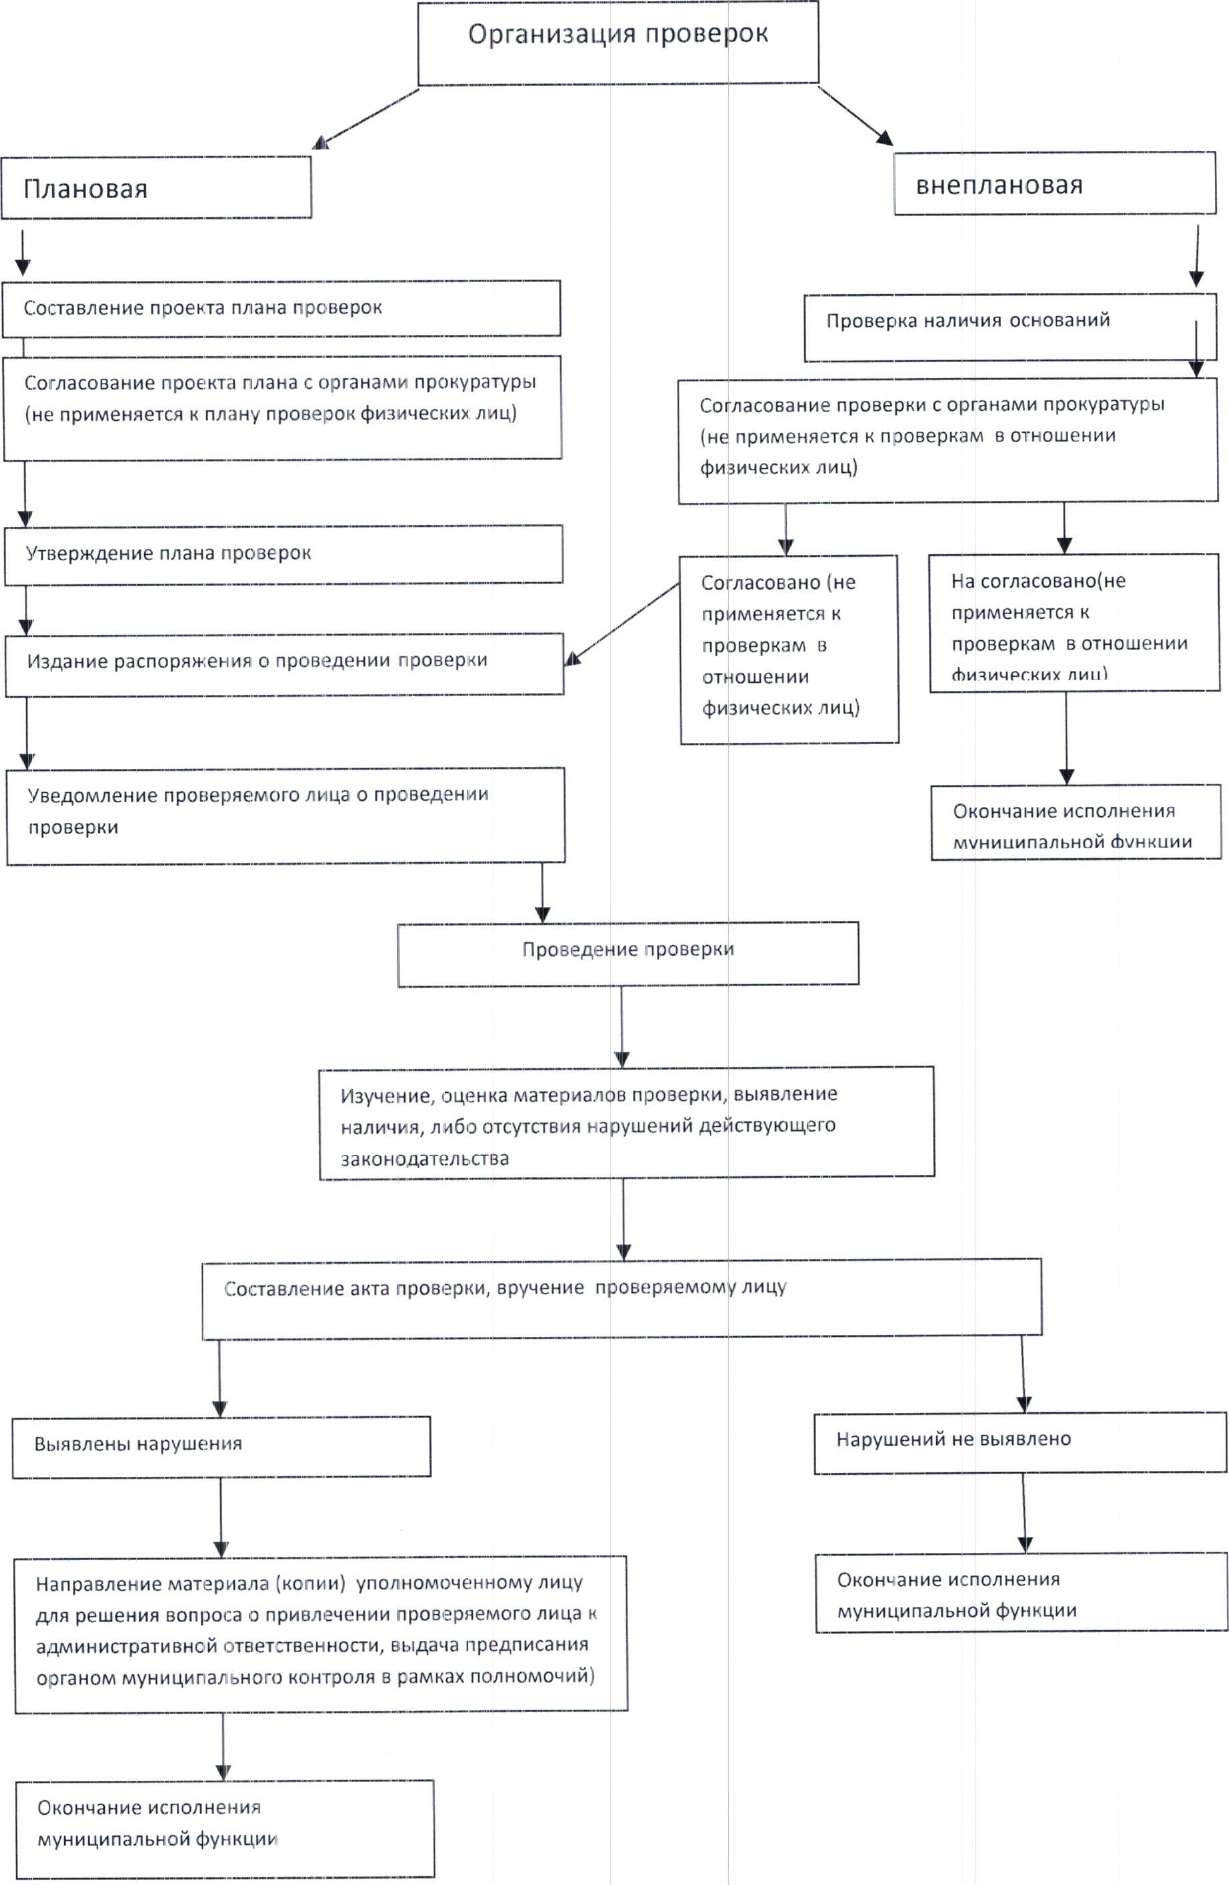 Организация проверок
Плановая
внеплановая
Составление проекта плана проверок
Проверка наличия оснований
Согласование проекта плана с органами прокуратуры
(не применяется к плану проверок физических лиц)
Согласование проверки с органами прокуратуры
(не применяется к проверкам в отношении
физических лиц)
Утверждение плана проверок
Согласовано (не
применяется к
проверкам в
отношении
физических лиц)
На согласовано(не
применяется к
проверкам в отношении
физических лиц)
Издание распоряжения о проведении проверки
Уведомление проверяемого лица о проведении
проверки
Окончание исполнения
муниципальной функции
Проведение проверки
Изучение, оценка материалов проверки, выявление
наличия, либо отсутствия нарушений действующего
законодательства
Составление акта проверки, вручение проверяемому лицу
Выявлены нарушения
Нарушений не выявлено
Направление материала (копии) уполномоченному лицу
для решения вопроса о привлечении проверяемого лица к
административной ответственности, выдача предписания
органом муниципального контроля в рамках полномочий)
Окончание исполнения
муниципальной функции
Окончание исполнения
муниципальной функции